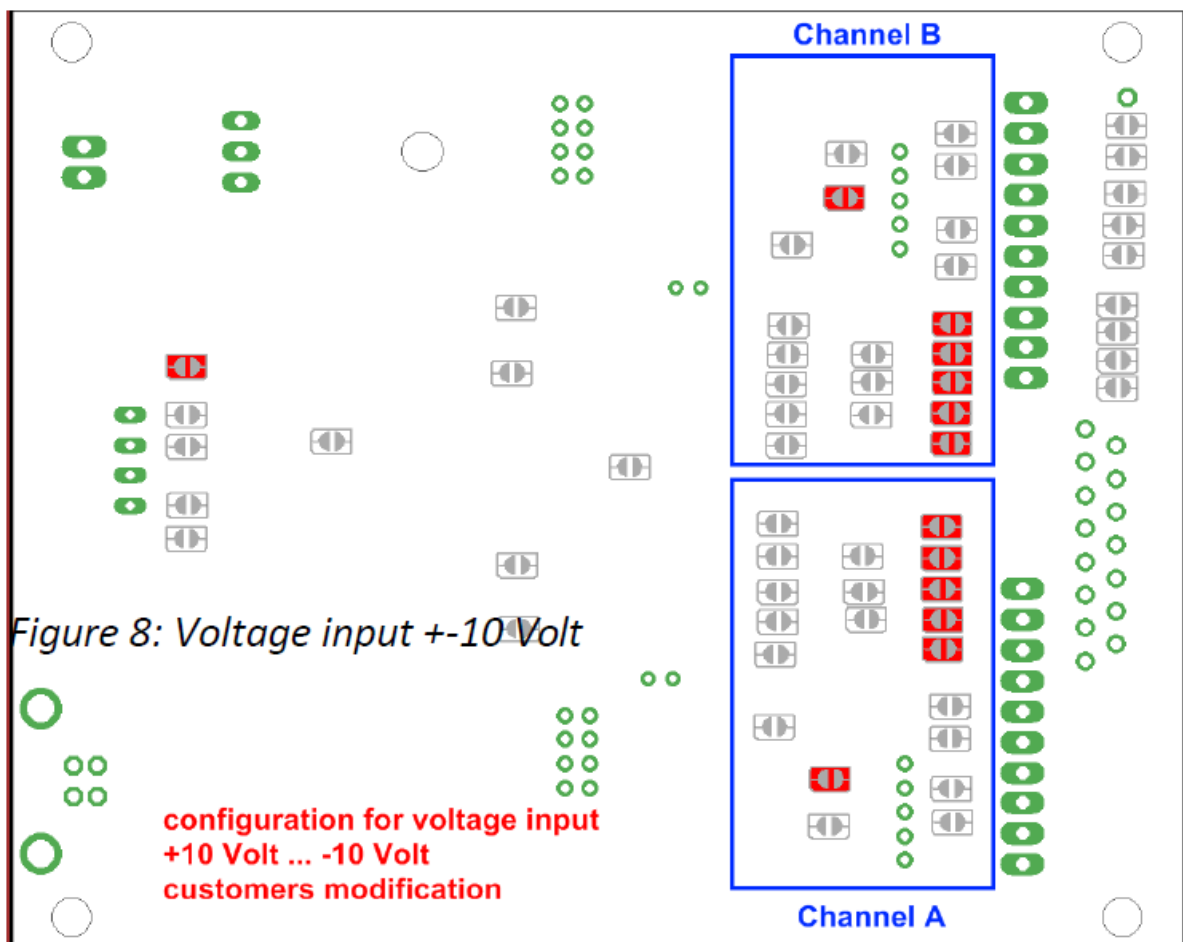 Channel B
Figure 8: Voltage input +-10 Volt
configuration for voltage input
+10 Volt ... -10 Volt
customers modification
Channel A